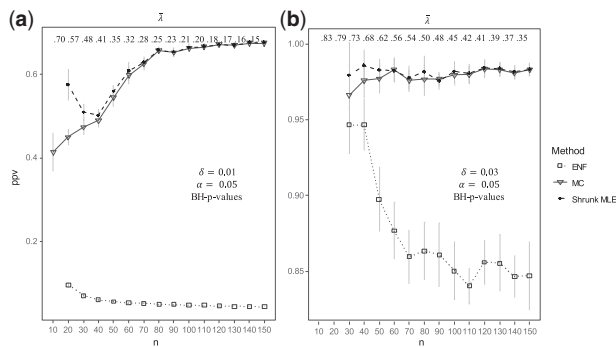 (a)
λ̄
.70 .57 .48 .41 .35 .32 .28 .25 .23 .21 .20 .18 .17 .16 .15
0.6
0.4
0.2
ppv
δ = 0.01
α = 0.05
BH-p-values
10 20 30 40 50 60 70 80 90 100 110 120 130 140 150
n
(b)
λ̄
.83 .79 .73 .68 .62 .56 .54 .50 .48 .45 .42 .41 .39 .37 .35
1.00
0.95
0.90
0.85
δ = 0.03
α = 0.05
BH-p-values
10 20 30 40 50 60 70 80 90 100 110 120 130 140 150
n
Method
ENF
MC
Shrunk MLE